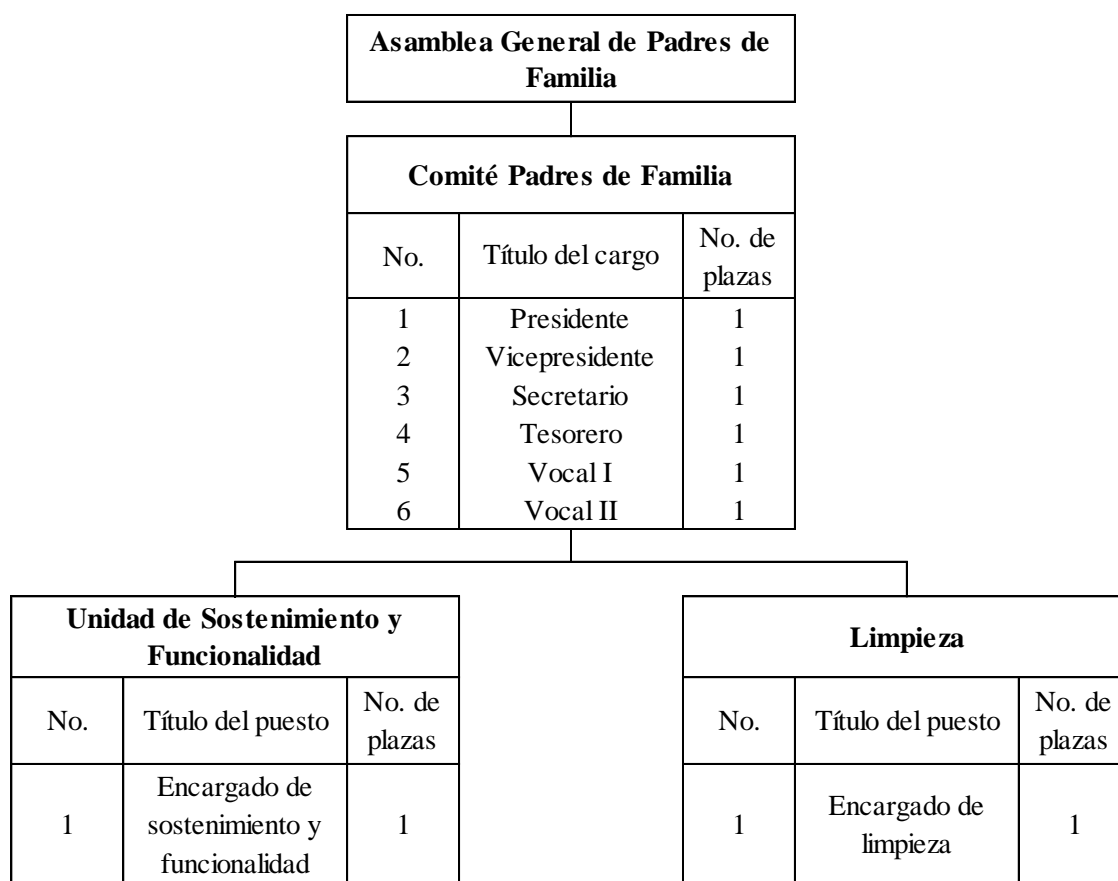 Asamblea General de Padres de
Familia
Comité Padres de Familia
No. Título del cargo No. de
plazas
1 Presidente 1
2 Vicepresidente 1
3 Secretario 1
4 Tesorero 1
5 Vocal I 1
6 Vocal II 1
Unidad de Sostenimiento y
Funcionalidad
No. Título del puesto No. de
plazas
1 Encargado de
sostenimiento y 1
funcionalidad
Limpieza
No. Título del puesto No. de
plazas
1 Encargado de
limpieza 1